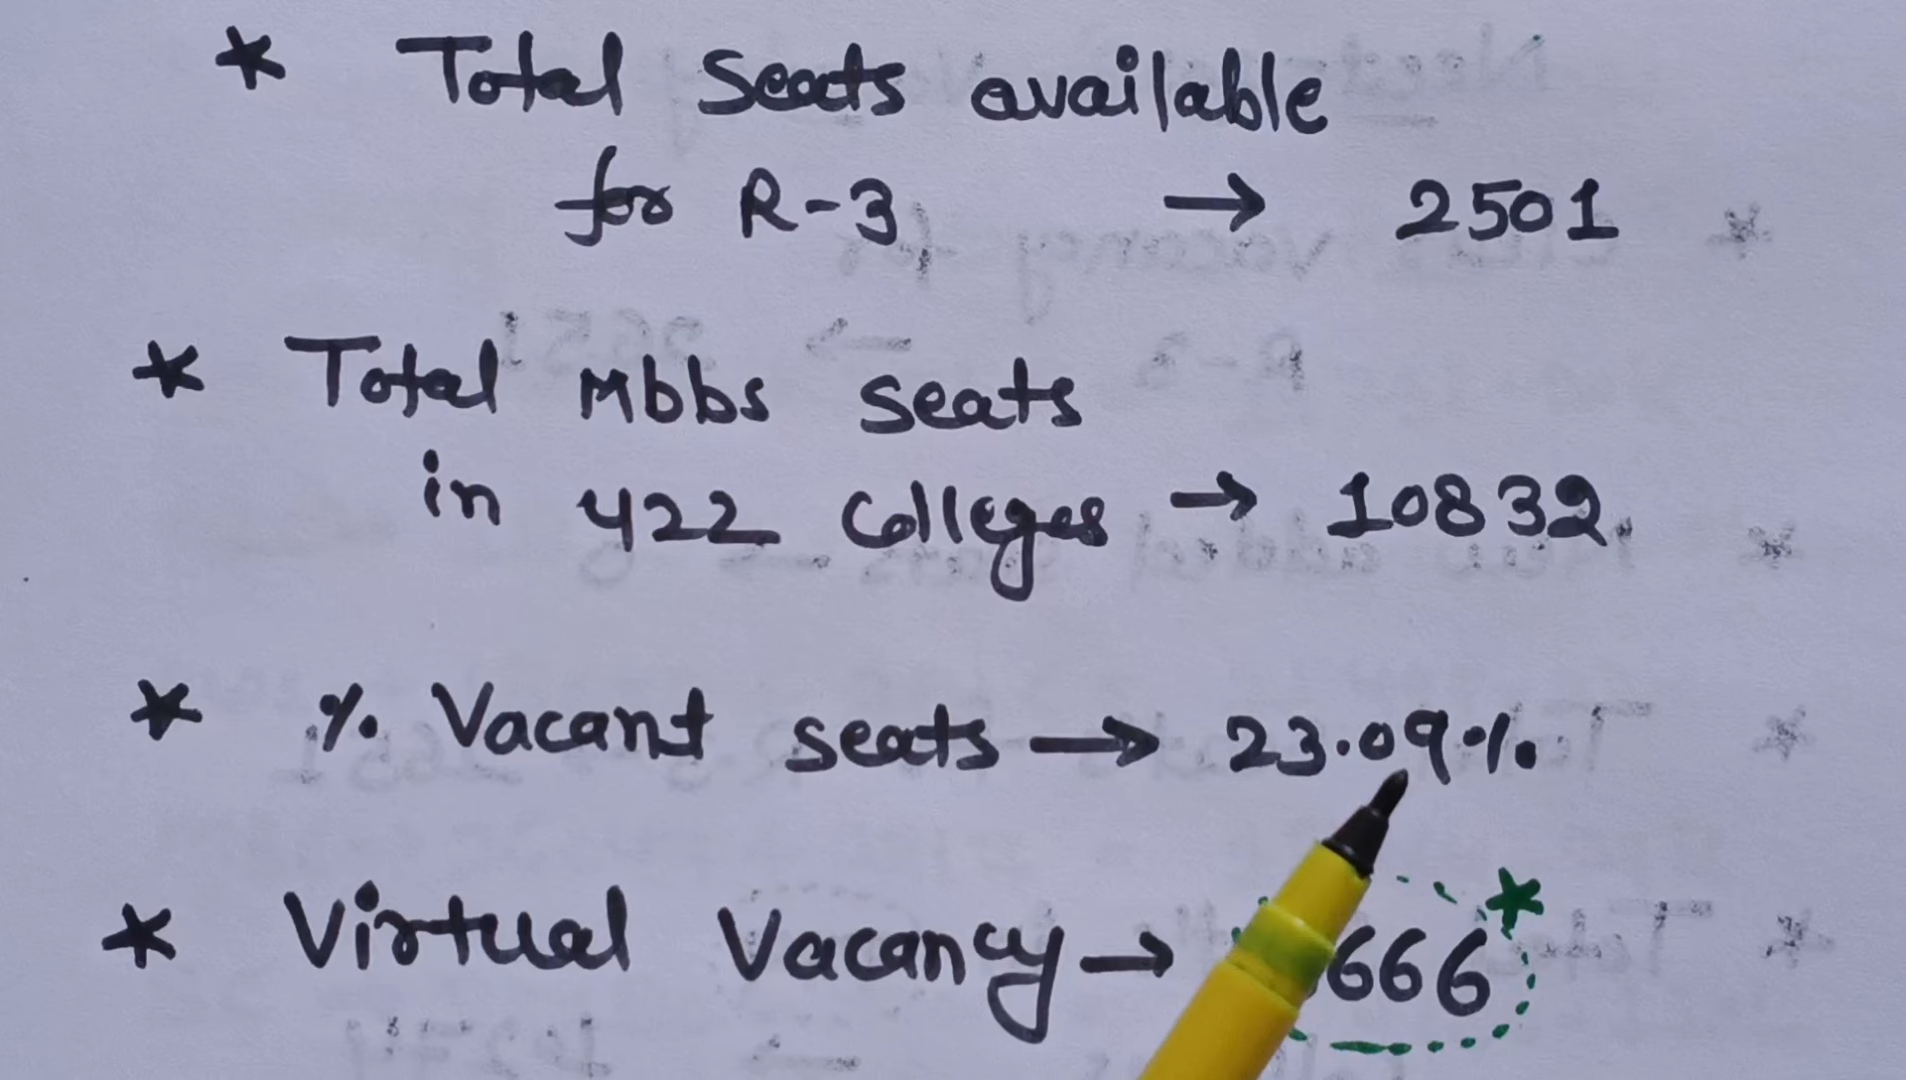 * Total Seats available
for R-3 → 2501
* Total Mbbs seats
in 422 Colleges → 10832
* % Vacant seats → 23.09%
* Virtual Vacancy → 666